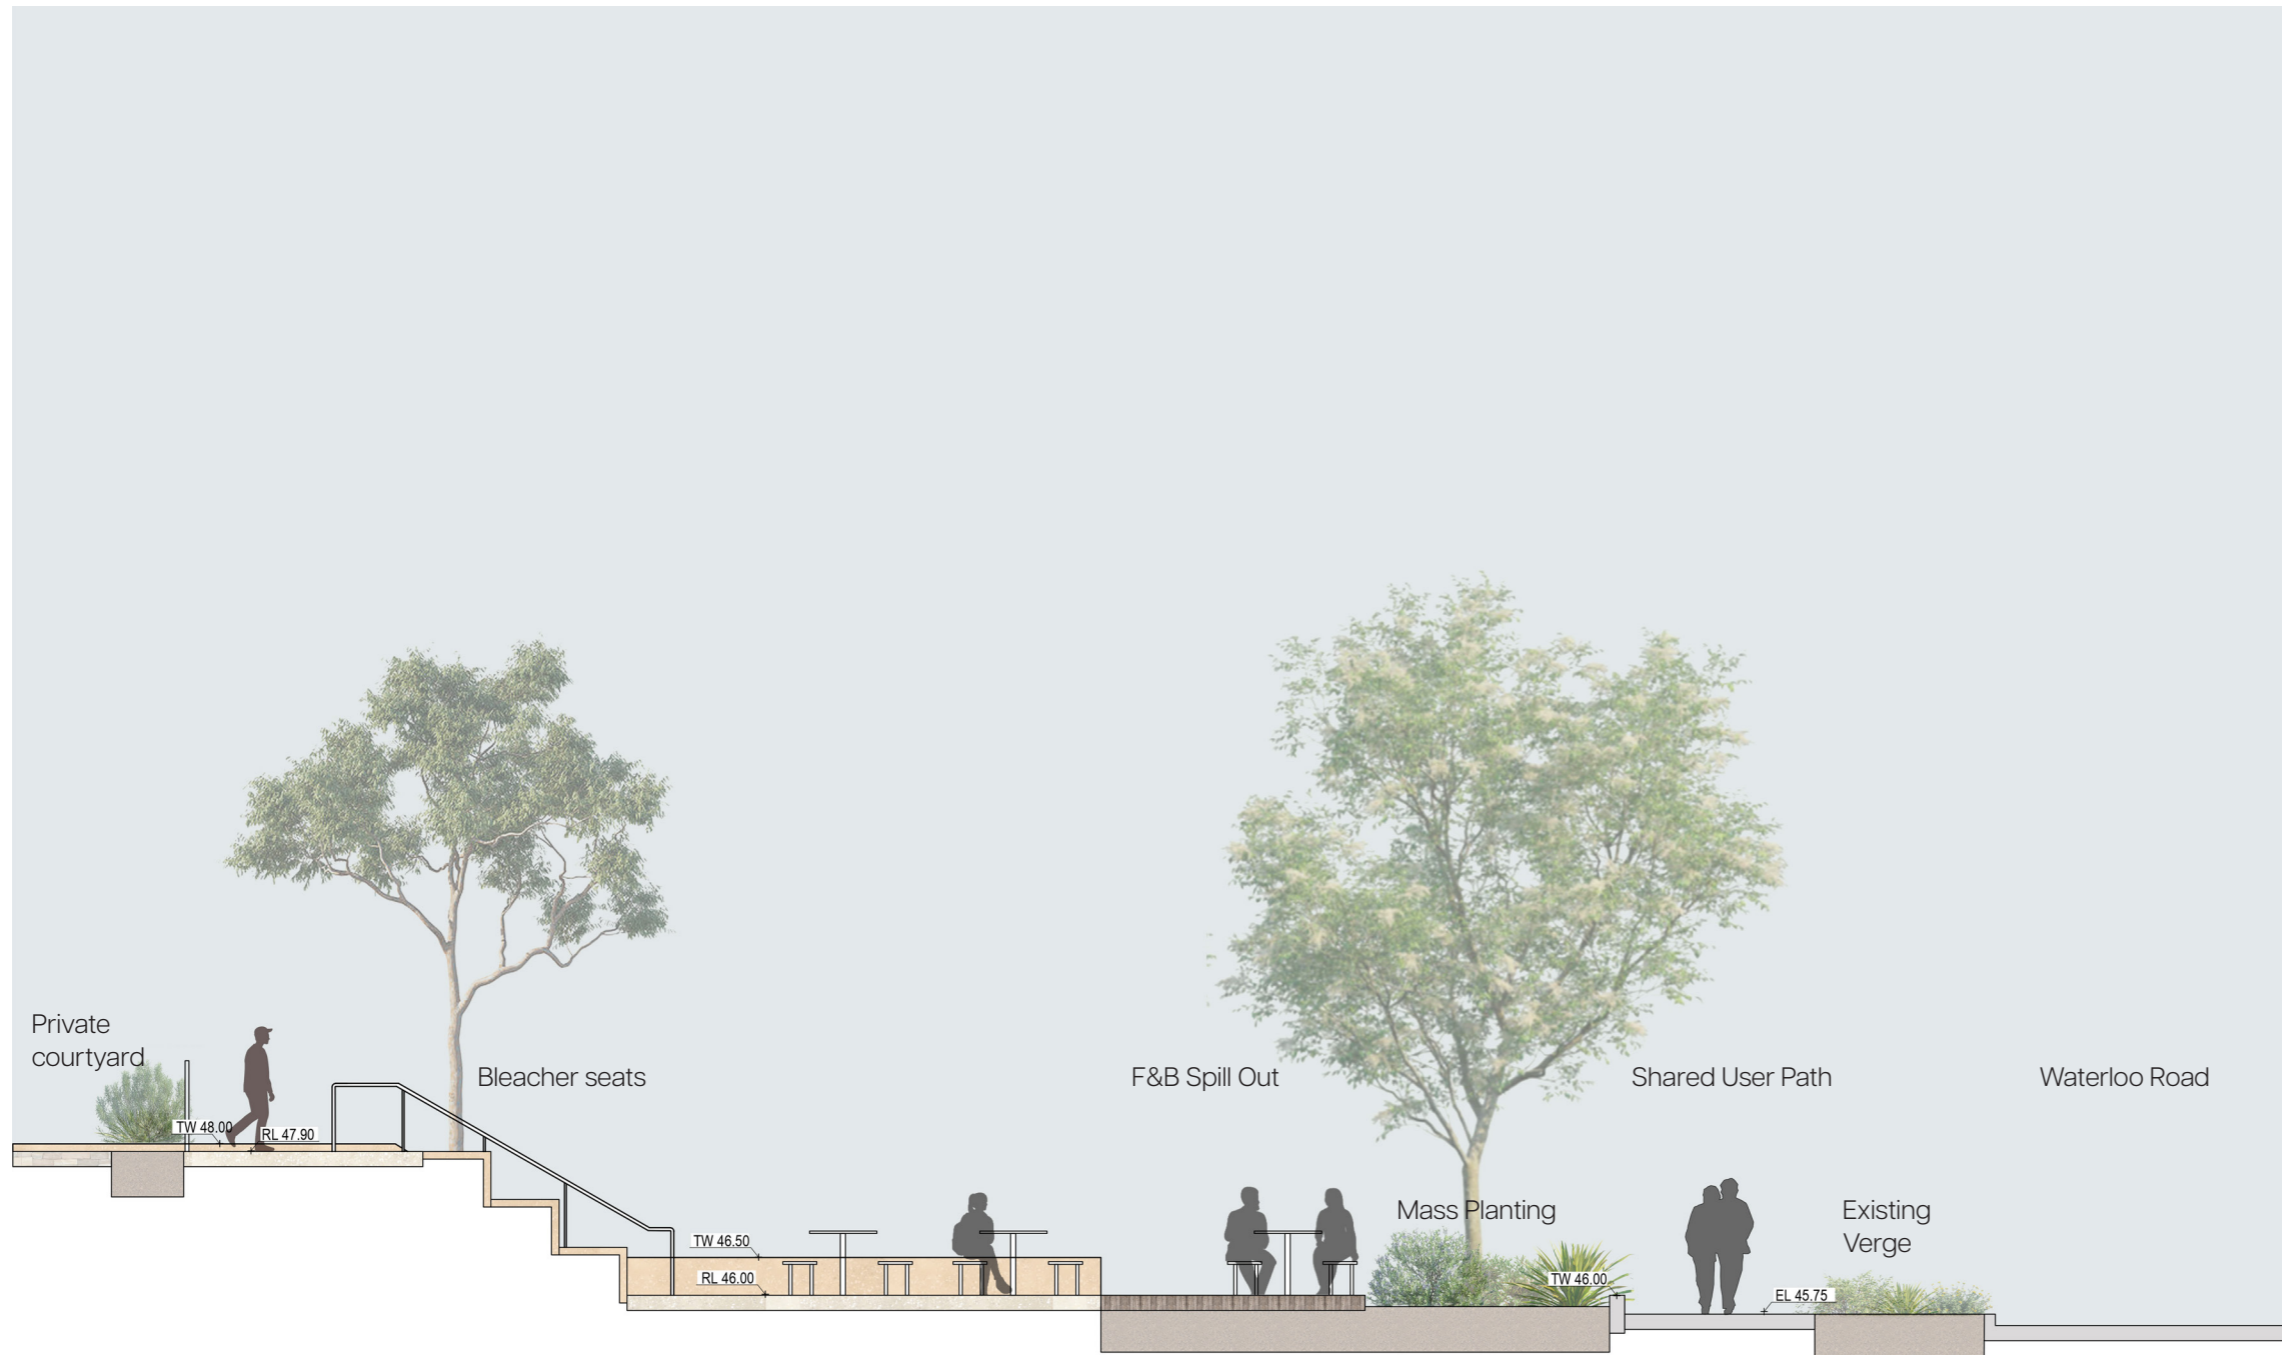 Private
courtyard
TW 48.00
RL 47.90
Bleacher seats
TW 46.50
RL 46.00
F&B Spill Out
Mass Planting
TW 46.00
Shared User Path
EL 45.75
Existing
Verge
Waterloo Road